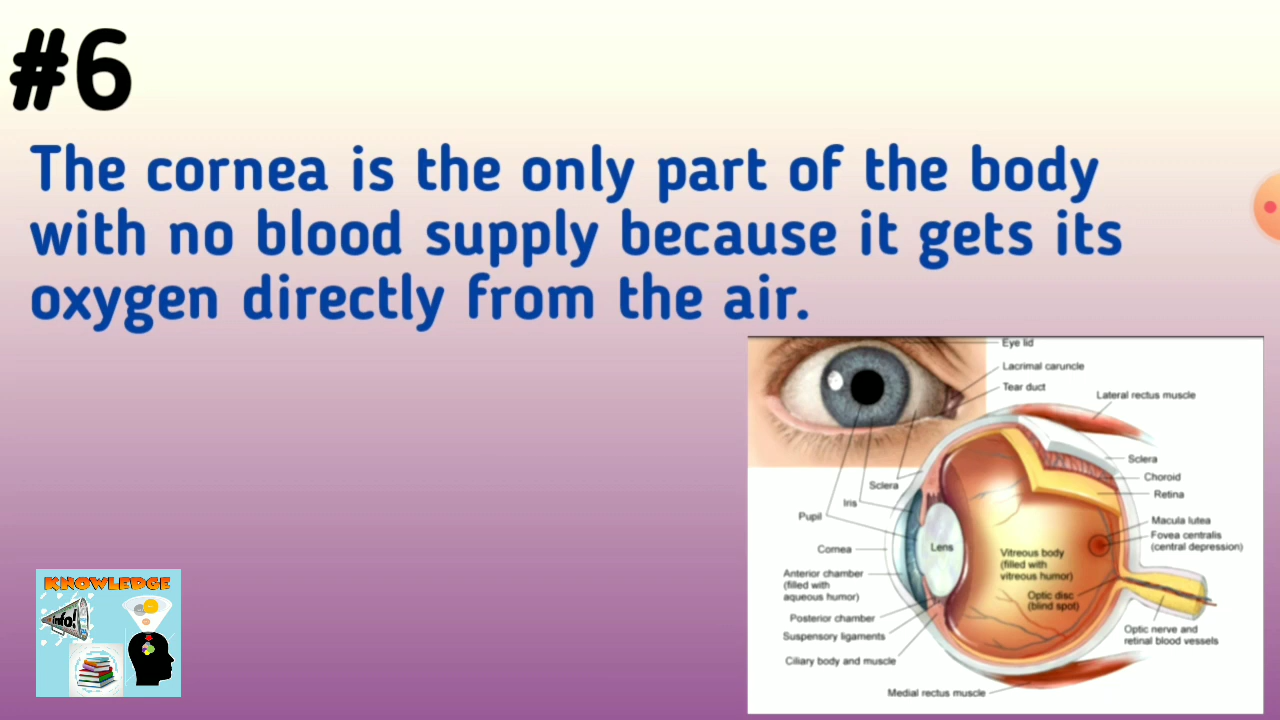 #6
The cornea is the only part of the body
with no blood supply because it gets its
oxygen directly from the air.
Eye lid
Lacrimal caruncle
Tear duct
Lateral rectus muscle
Sclera
Choroid
Retina
Sclera
Iris
Pupil
Macula lutea
Fovea centralis
(central depression)
Cornea
Lens
Vitreous body
(filled with
vitreous humor)
Anterior chamber
(filled with
aqueous humor)
Optic disc
(blind spot)
Posterior chamber
Suspensory ligaments
Optic nerve and
retinal blood vessels
Ciliary body and muscle
Medial rectus muscle
KNOWLEDGE
Info!